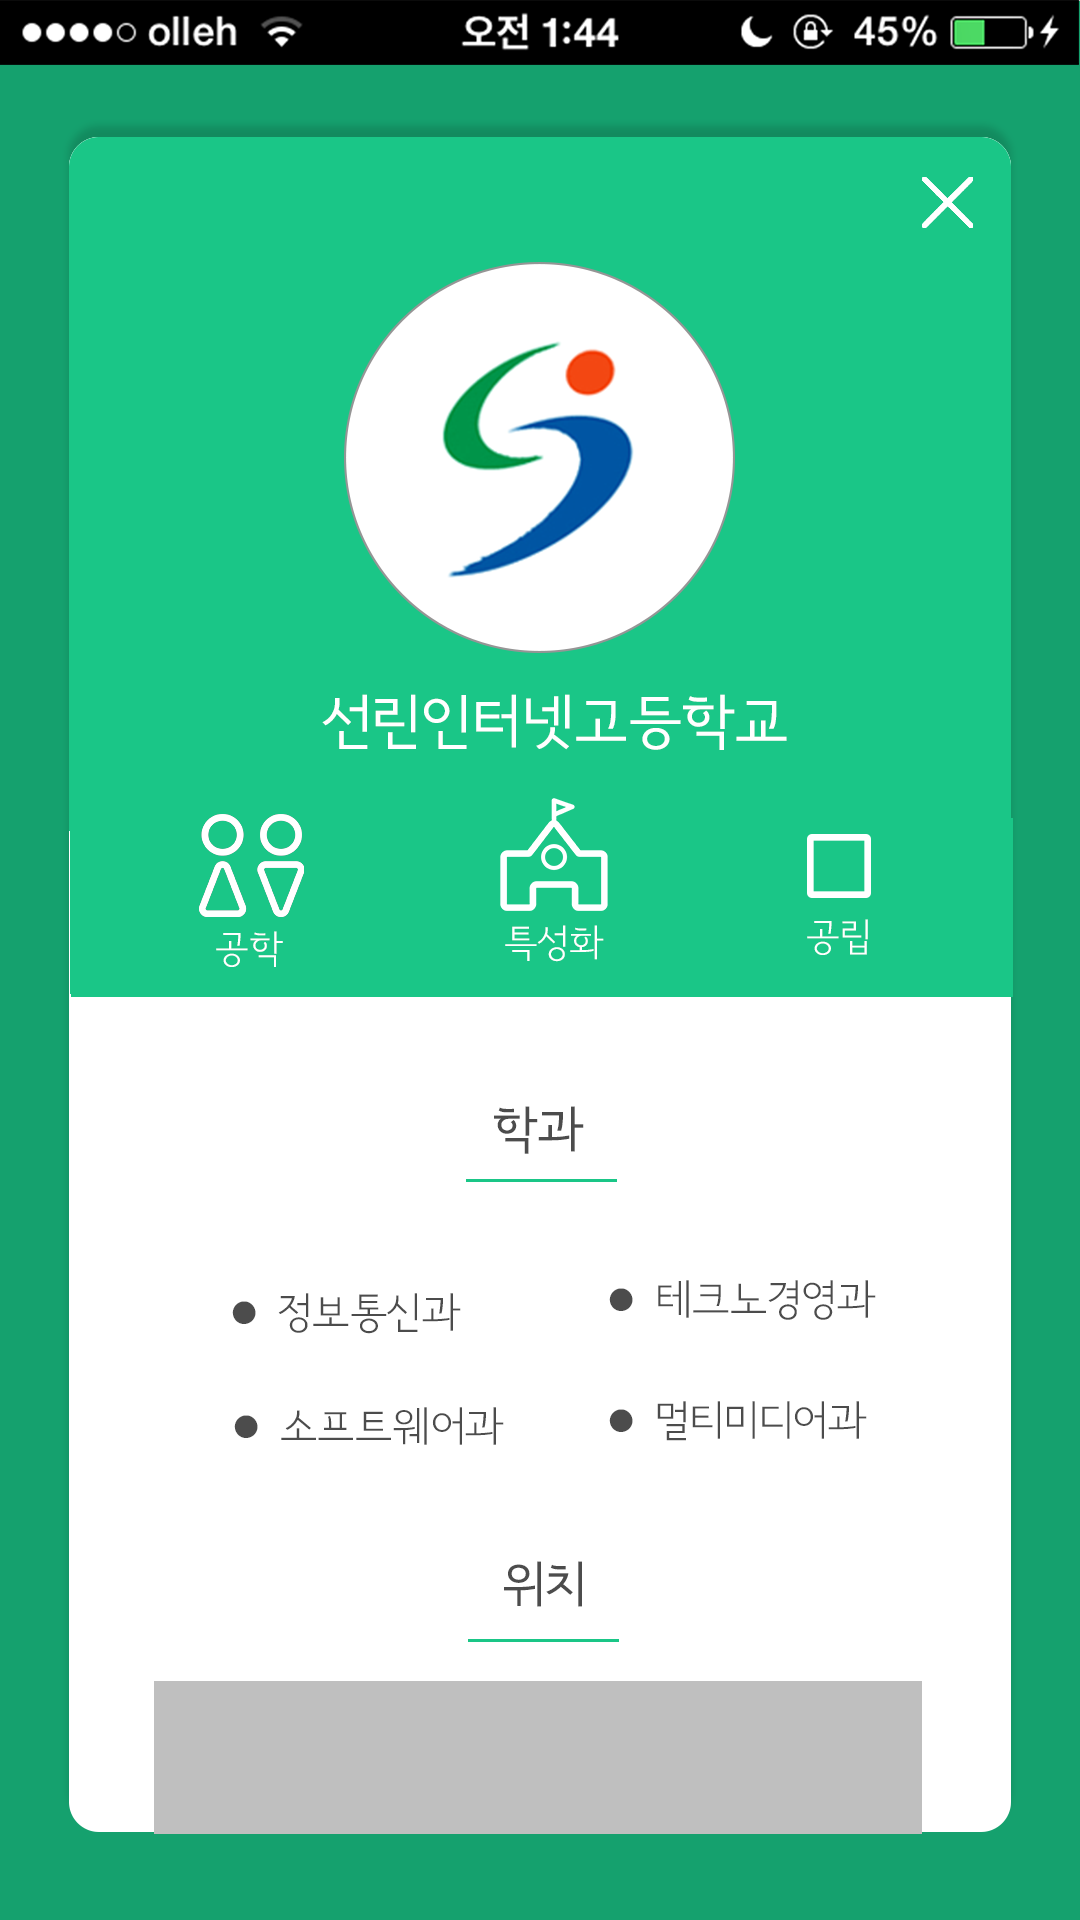 olleh 오전 1:44 45%
선린인터넷고등학교
공학 특성화 공립
학과
정보통신과 테크노경영과
소프트웨어과 멀티미디어과
위치